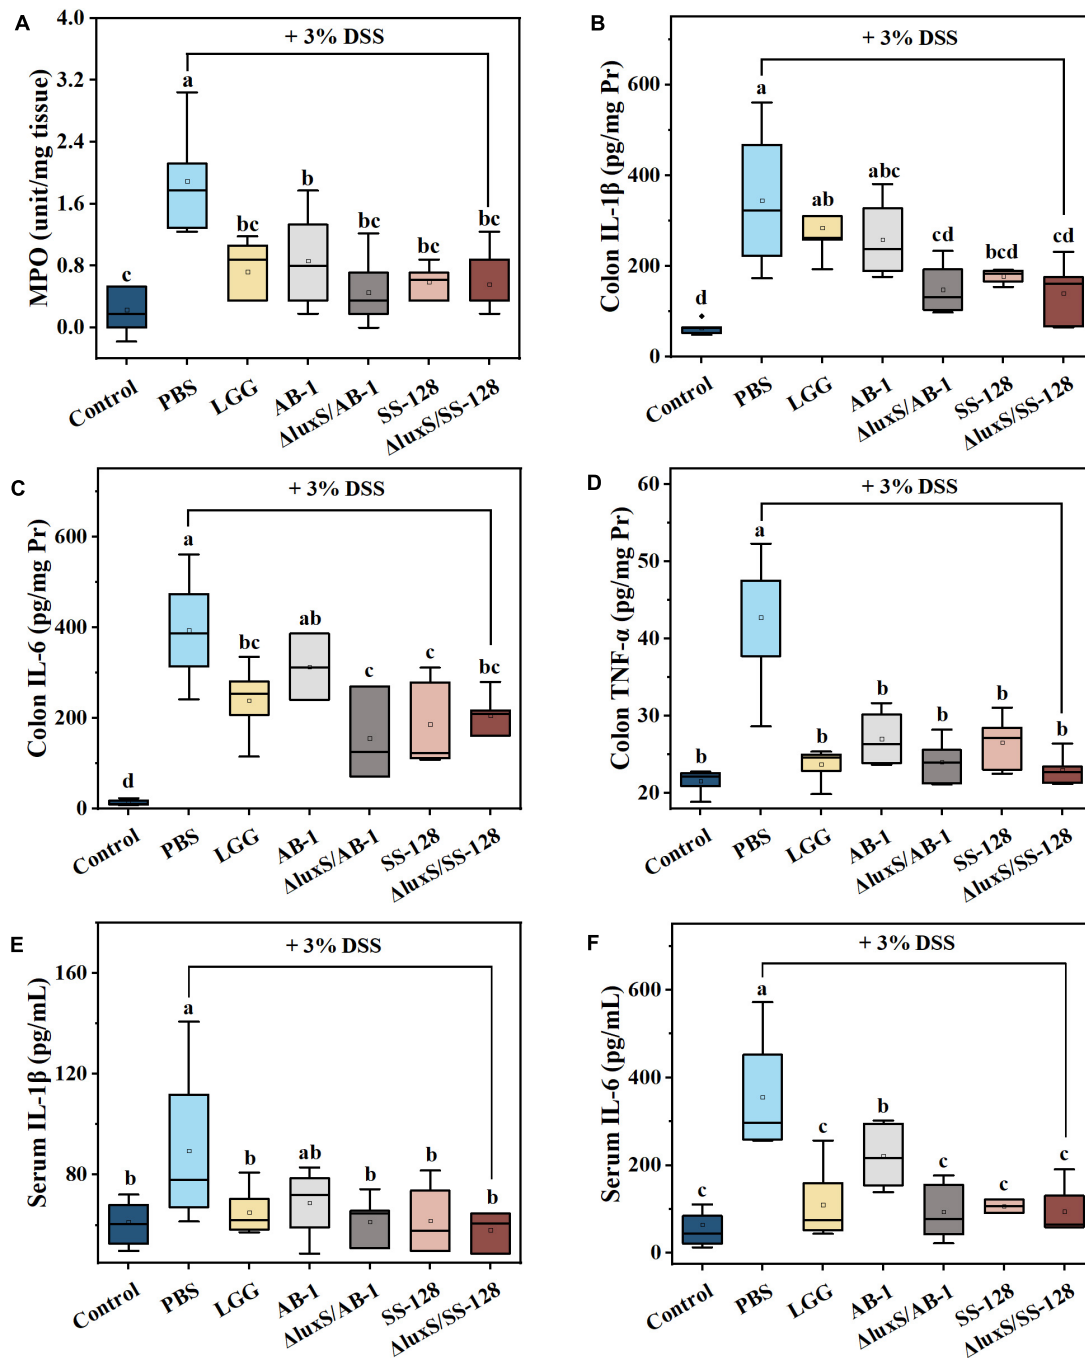 A
MPO (unit/mg tissue)
4.0
3.2
2.4
1.6
0.8
0.0
+ 3% DSS
a
b
bc
bc
bc
bc
c
Control
PBS
LGG
AB-1
ΔluxS/AB-1
SS-128
ΔluxS/SS-128
B
Colon IL-1β (pg/mg Pr)
600
400
200
0
+ 3% DSS
a
abc
ab
cd
bcd
cd
d
Control
PBS
LGG
AB-1
ΔluxS/AB-1
SS-128
ΔluxS/SS-128
C
Colon IL-6 (pg/mg Pr)
600
400
200
0
+ 3% DSS
a
ab
bc
c
c
bc
d
Control
PBS
LGG
AB-1
ΔluxS/AB-1
SS-128
ΔluxS/SS-128
D
Colon TNF-α (pg/mg Pr)
60
50
40
30
20
+ 3% DSS
a
b
b
b
b
b
b
Control
PBS
LGG
AB-1
ΔluxS/AB-1
SS-128
ΔluxS/SS-128
E
Serum IL-1β (pg/mL)
160
120
80
+ 3% DSS
a
b
b
ab
b
b
b
Control
PBS
LGG
AB-1
ΔluxS/AB-1
SS-128
ΔluxS/SS-128
F
Serum IL-6 (pg/mL)
600
400
200
0
+ 3% DSS
a
b
c
c
c
c
c
Control
PBS
LGG
AB-1
ΔluxS/AB-1
SS-128
ΔluxS/SS-128